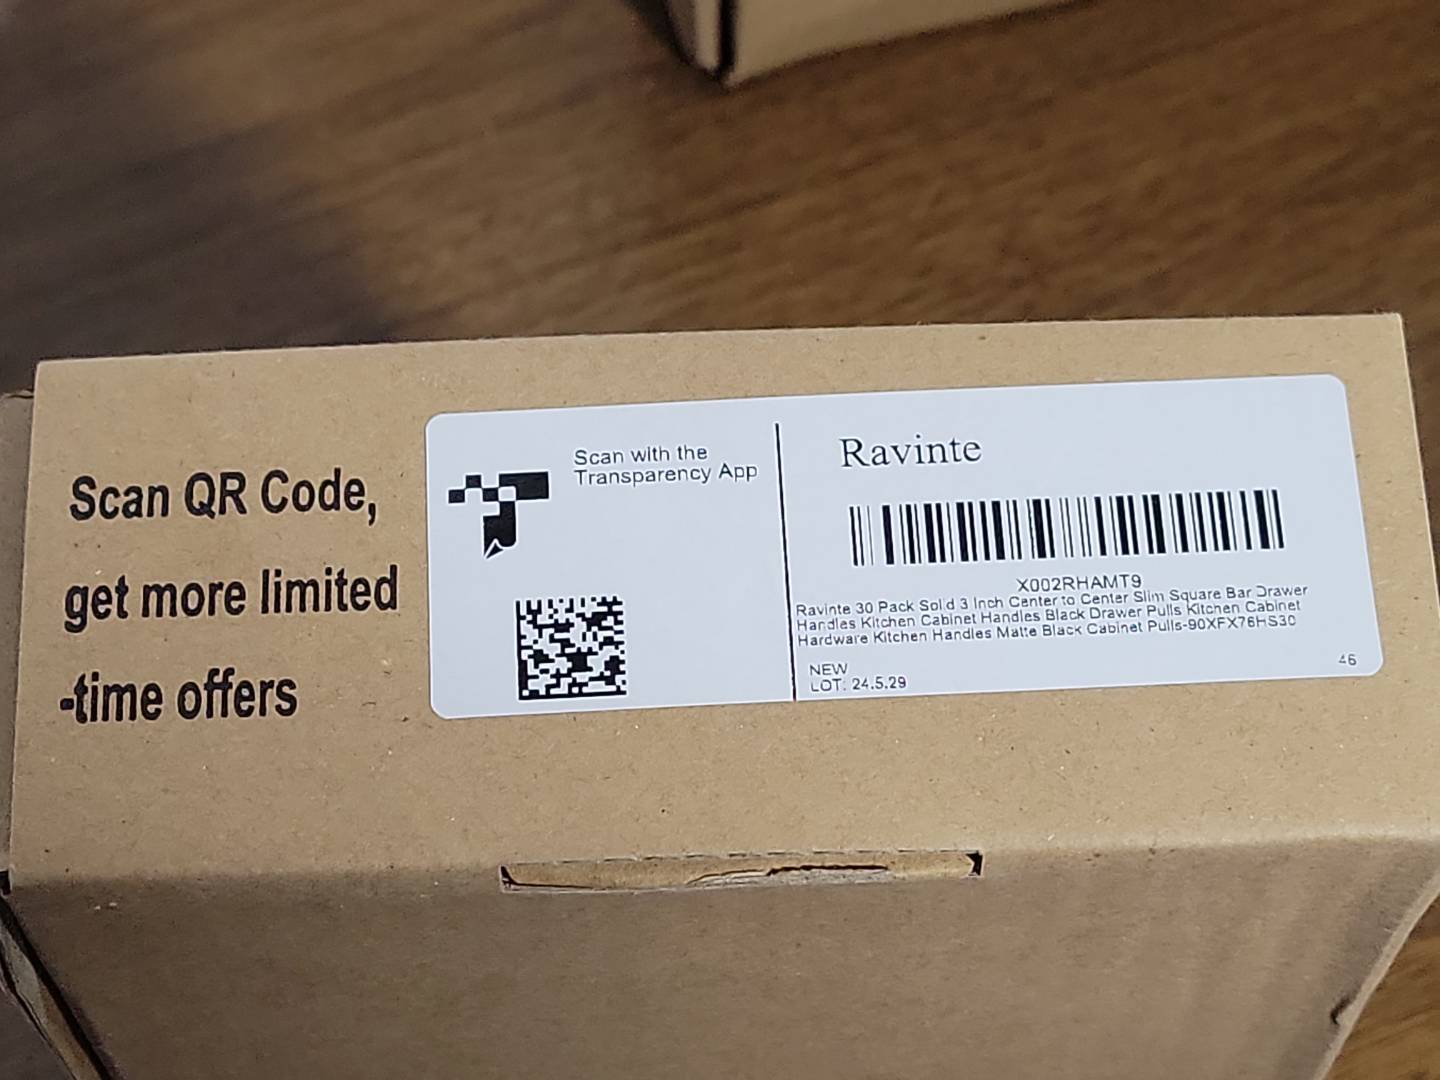 Scan QR Code,
get more limited
-time offers
Scan with the
Transparency App
Ravinte
X002RHAMT9
Ravinte 30 Pack Solid 3 Inch Center to Center Slim Square Bar Drawer
Handles Kitchen Cabinet Handles Black Drawer Pulls Kitchen Cabinet
Hardware Kitchen Handles Matte Black Cabinet Pulls-90XFX76HS30
NEW
LOT: 24.5.29
46